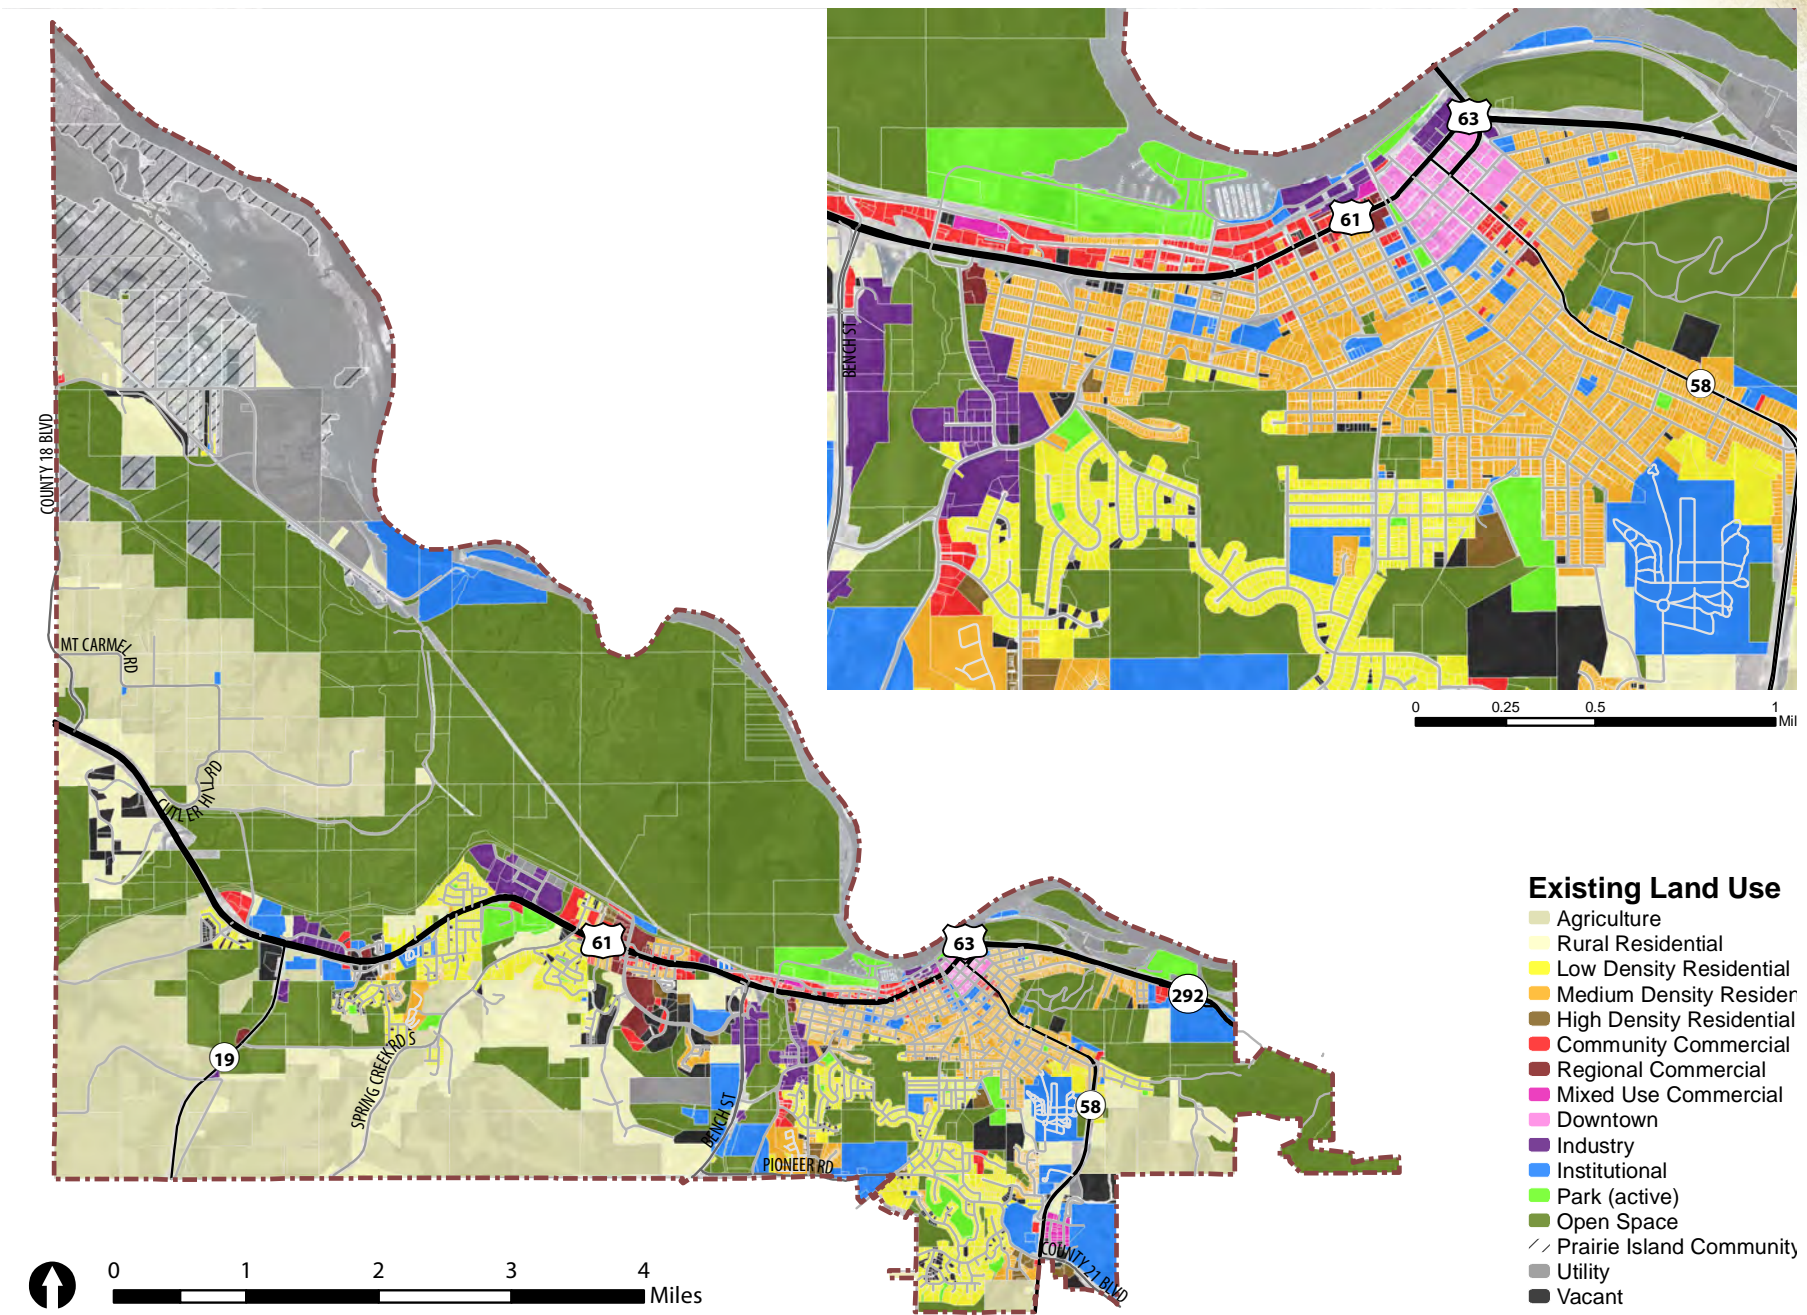 63
61
BENCH ST
58
0 0.25 0.5 1
Mil
COUNTY 18 BLVD
MT CARMEL RD
CUTLER HILL RD
61
63
292
19
SPRING CREEK RD S
BENCH ST
58
PIONEER RD
COUNTY 21 BLVD
0 1 2 3 4
Miles
Existing Land Use
Agriculture
Rural Residential
Low Density Residential
Medium Density Residen
High Density Residential
Community Commercial
Regional Commercial
Mixed Use Commercial
Downtown
Industry
Institutional
Park (active)
Open Space
Prairie Island Community
Utility
Vacant